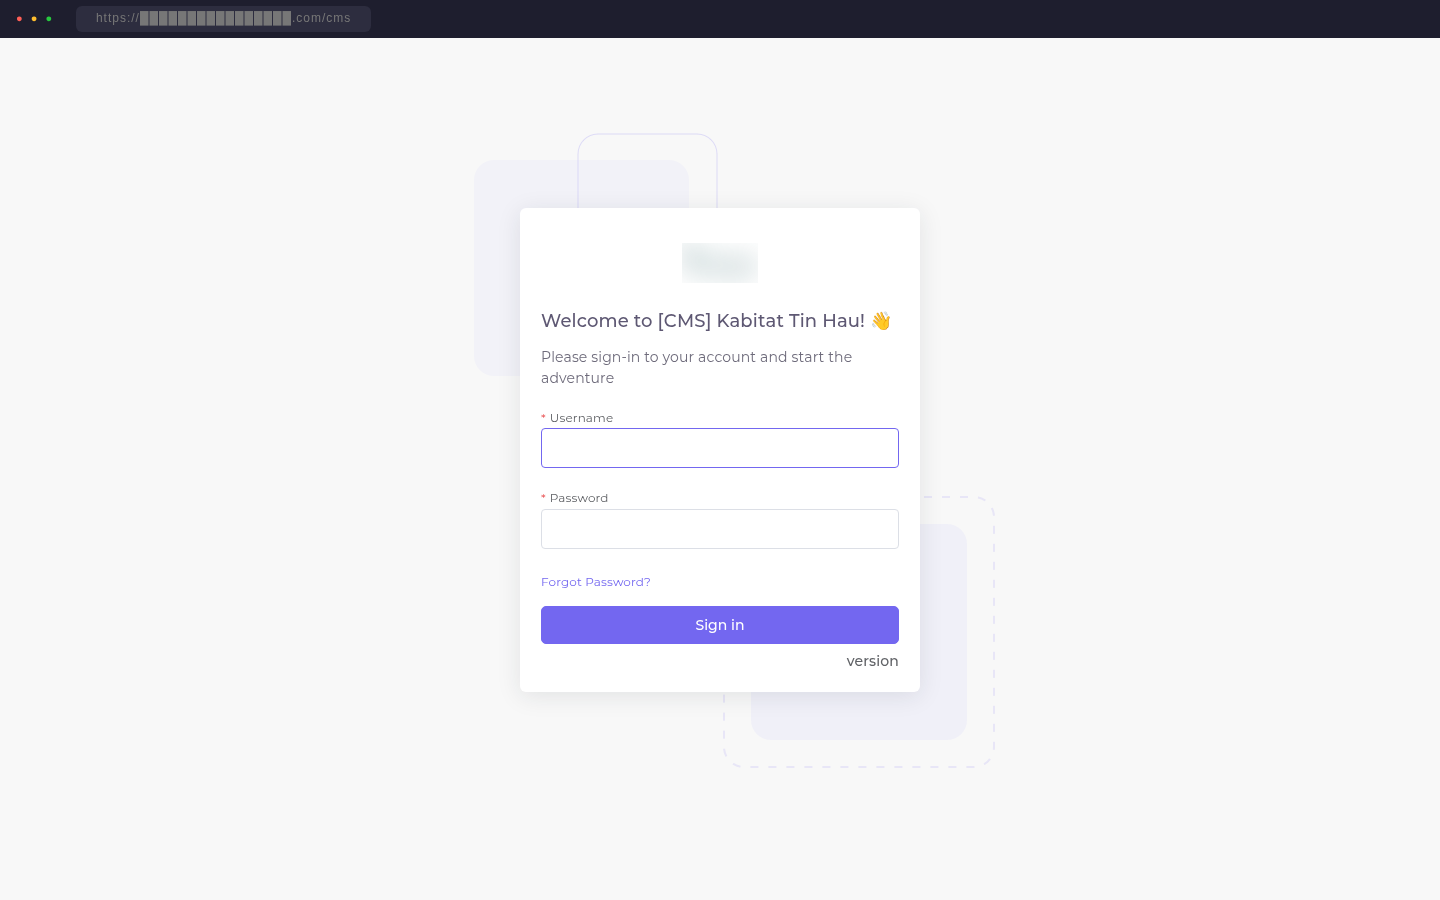 https://████████████████.com/cms
Welcome to [CMS] Kabitat Tin Hau! 👋
Please sign-in to your account and start the
adventure
* Username
* Password
Forgot Password?
Sign in
version